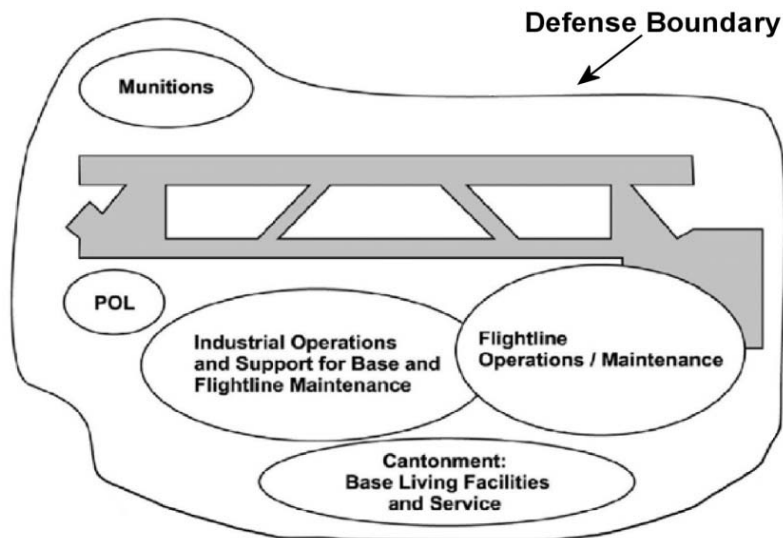 Defense Boundary
Munitions
POL
Industrial Operations
and Support for Base and
Flightline Maintenance
Flightline
Operations / Maintenance
Cantonment:
Base Living Facilities
and Service